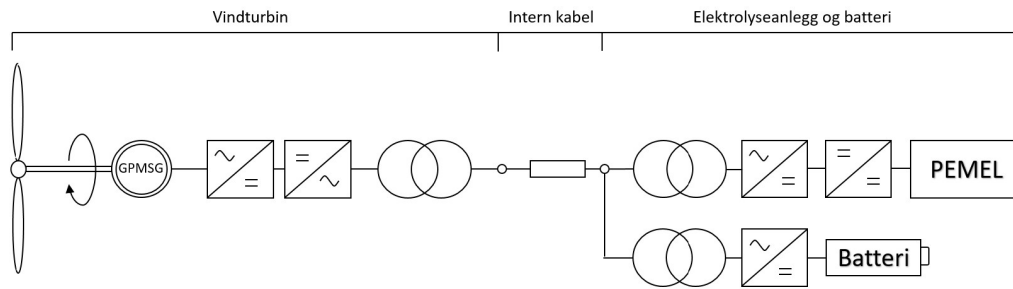 Vindturbin
Intern kabel
Elektrolyseanlegg og batteri
GPMSG
PEMEL
Batteri